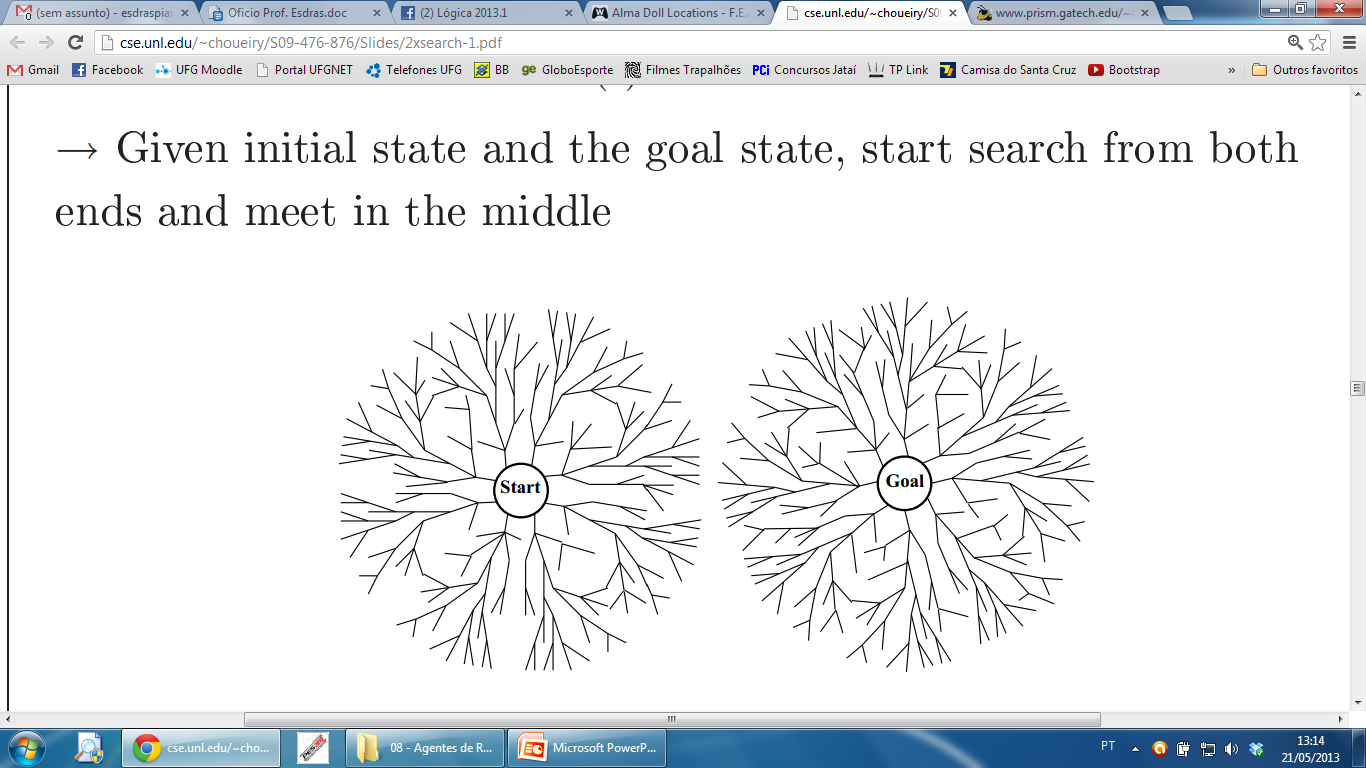 (sem assunto) - esdraspia
Oficio Prof. Esdras.doc
(2) Lógica 2013.1
Alma Doll Locations - F.E.
cse.unl.edu/~choueiry/S0
www.prism.gatech.edu/~
cse.unl.edu/~choueiry/S09-476-876/Slides/2xsearch-1.pdf
Gmail Facebook UFG Moodle Portal UFGNET Telefones UFG BB GloboEsporte Filmes Trapalhões PCi Concursos Jataí TP Link Camisa do Santa Cruz Bootstrap » Outros favoritos
→ Given initial state and the goal state, start search from both
ends and meet in the middle
Start
Goal
cse.unl.edu/~cho... 08 - Agentes de R... Microsoft PowerP... PT 13:14
21/05/2013